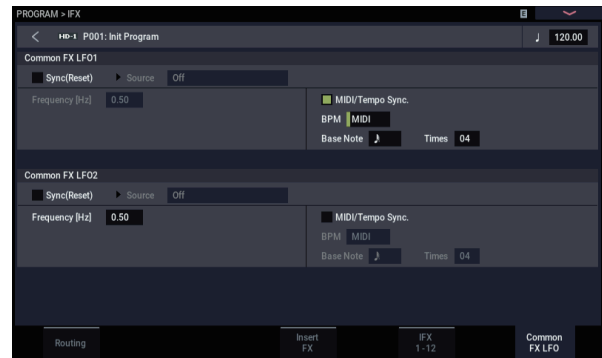 PROGRAM > IFX E
HD-1 P001: Init Program ♩ 120.00
Common FX LFO1
Sync(Reset) Source Off
Frequency [Hz] 0.50
MIDI/Tempo Sync.
BPM MIDI
Base Note ♪ Times 04
Common FX LFO2
Sync(Reset) Source Off
Frequency [Hz] 0.50
MIDI/Tempo Sync.
BPM MIDI
Base Note ♪ Times 04
Routing
Insert
FX
IFX
1 -12
Common
FX LFO